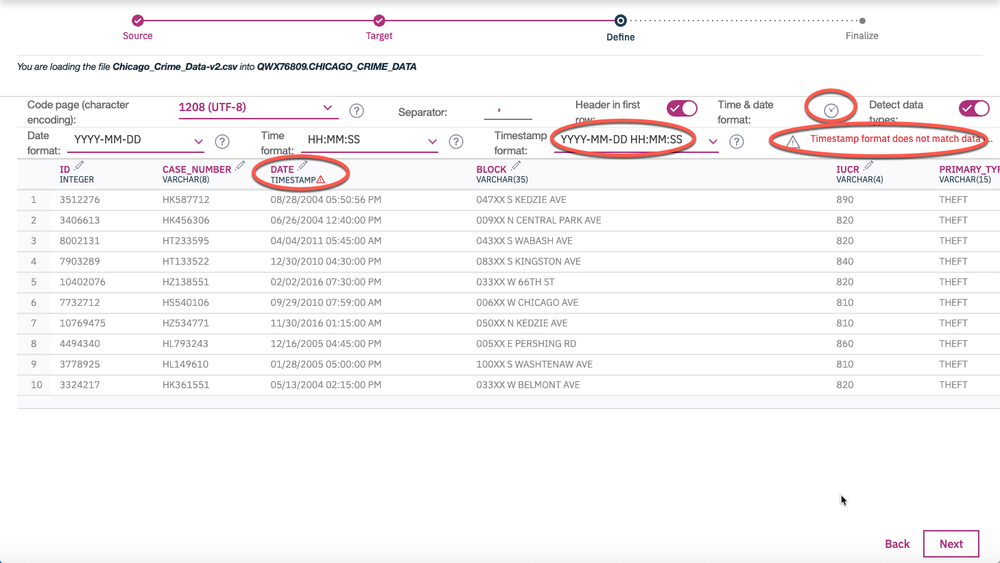 Source Target Define Finalize
You are loading the file Chicago_Crime_Data-v2.csv into QWX76809.CHICAGO_CRIME_DATA
Code page (character encoding): 1208 (UTF-8) ? Separator: , Header in first row: Time & date format: Detect data types:
Date format: YYYY-MM-DD ? Time format: HH:MM:SS ? Timestamp format: YYYY-MM-DD HH:MM:SS ? Timestamp format does not match data ...
ID CASE_NUMBER DATE BLOCK IUCR PRIMARY_TYP
INTEGER VARCHAR(8) TIMESTAMP VARCHAR(35) VARCHAR(4) VARCHAR(15)
1 3512276 HK587712 08/28/2004 05:50:56 PM 047XX S KEDZIE AVE 890 THEFT
2 3406613 HK456306 06/26/2004 12:40:00 PM 009XX N CENTRAL PARK AVE 820 THEFT
3 8002131 HT233595 04/04/2011 05:45:00 AM 043XX S WABASH AVE 820 THEFT
4 7903289 HT133522 12/30/2010 04:30:00 PM 083XX S KINGSTON AVE 840 THEFT
5 10402076 HZ138551 02/02/2016 07:30:00 PM 033XX W 66TH ST 820 THEFT
6 7732712 HS540106 09/29/2010 07:59:00 AM 006XX W CHICAGO AVE 810 THEFT
7 10769475 HZ534771 11/30/2016 01:15:00 AM 050XX N KEDZIE AVE 810 THEFT
8 4494340 HL793243 12/16/2005 04:45:00 PM 005XX E PERSHING RD 860 THEFT
9 3778925 HL149610 01/28/2005 05:00:00 PM 100XX S WASHTENAW AVE 810 THEFT
10 3324217 HK361551 05/13/2004 02:15:00 PM 033XX W BELMONT AVE 820 THEFT
Back Next